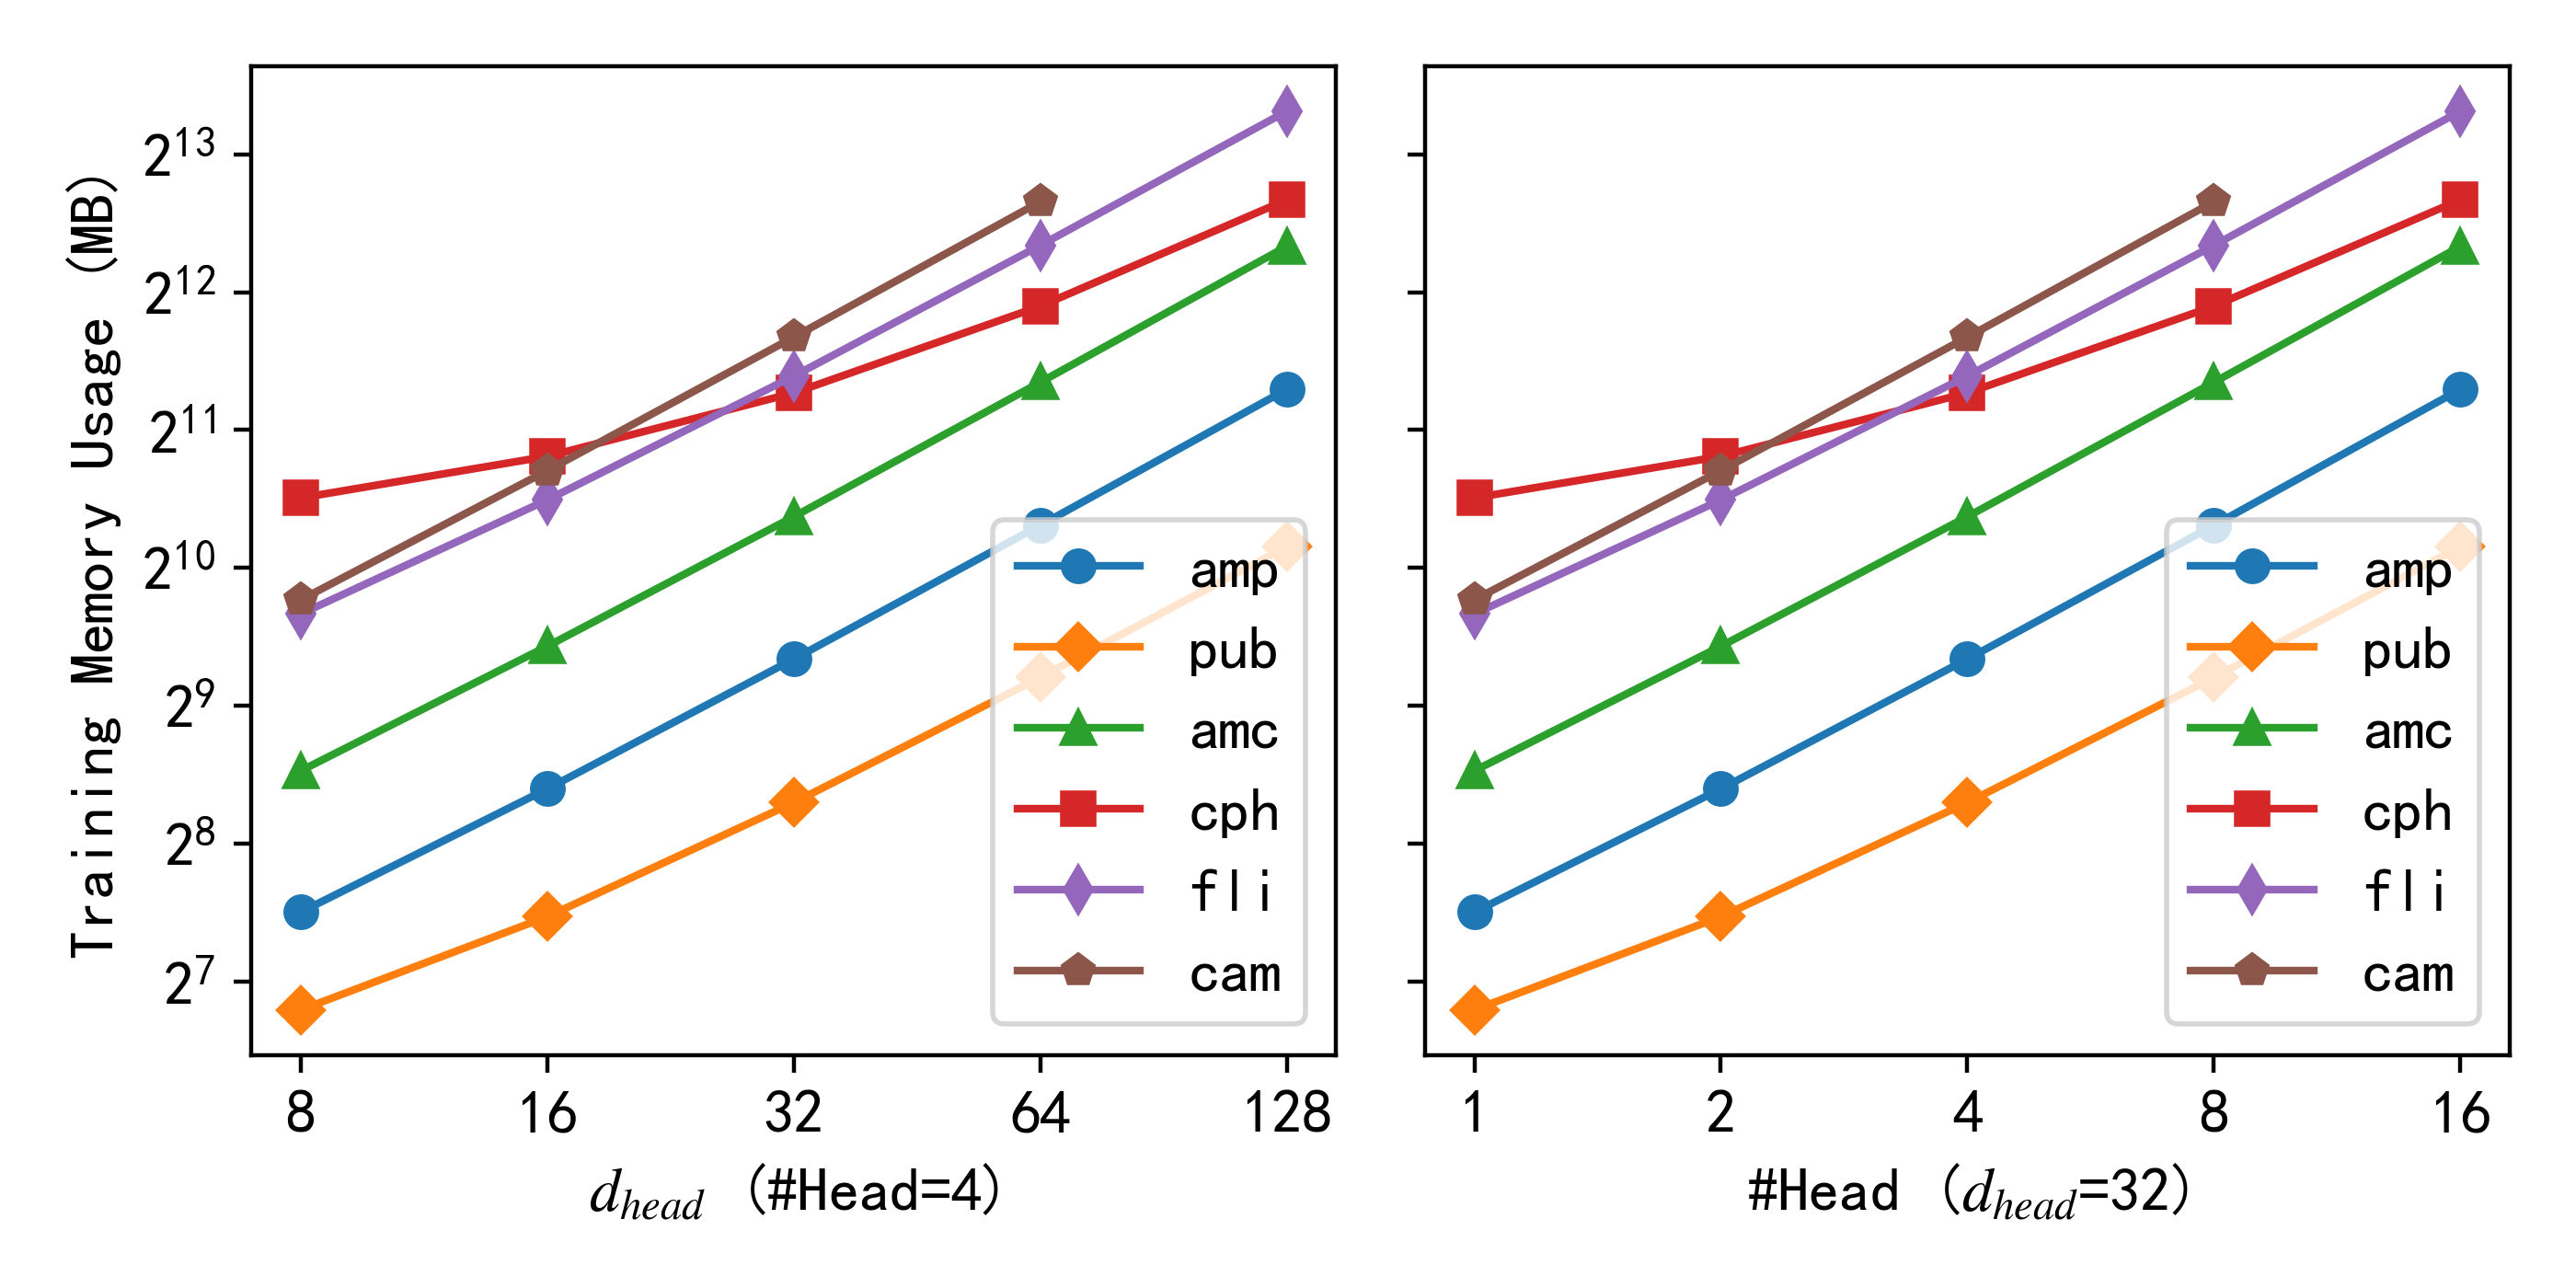 Training Memory Usage (MB)
2^13
2^12
2^11
2^10
2^9
2^8
2^7
amp
pub
amc
cph
fli
cam
8 16 32 64 128
d_head (#Head=4)
amp
pub
amc
cph
fli
cam
1 2 4 8 16
#Head (d_head=32)